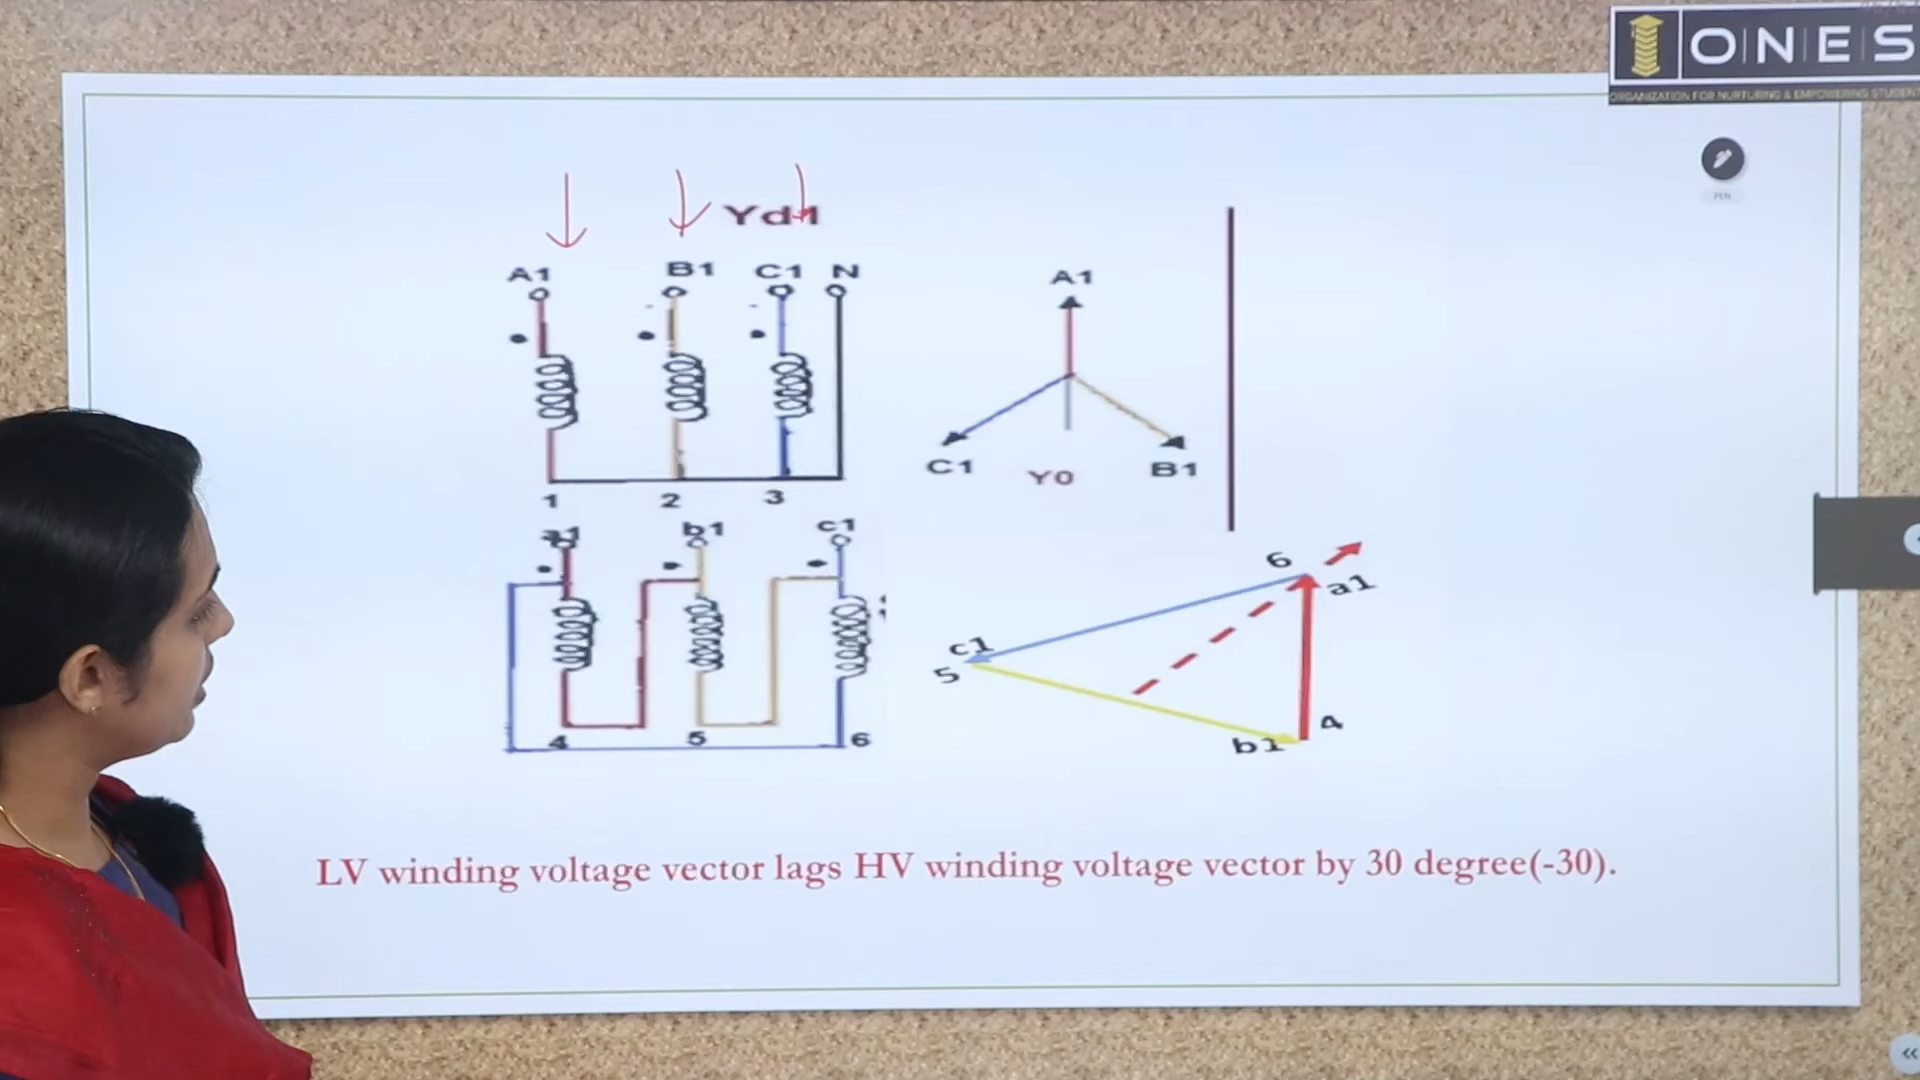 ONES
ORGANIZATION FOR NURTURING & EMPOWERING STUDENT
PEN
Yd1
A1 B1 C1 N
1 2 3
A1
C1 Y0 B1
a1 b1 c1
4 5 6
6
a1
c1
5
4
b1
LV winding voltage vector lags HV winding voltage vector by 30 degree(-30).